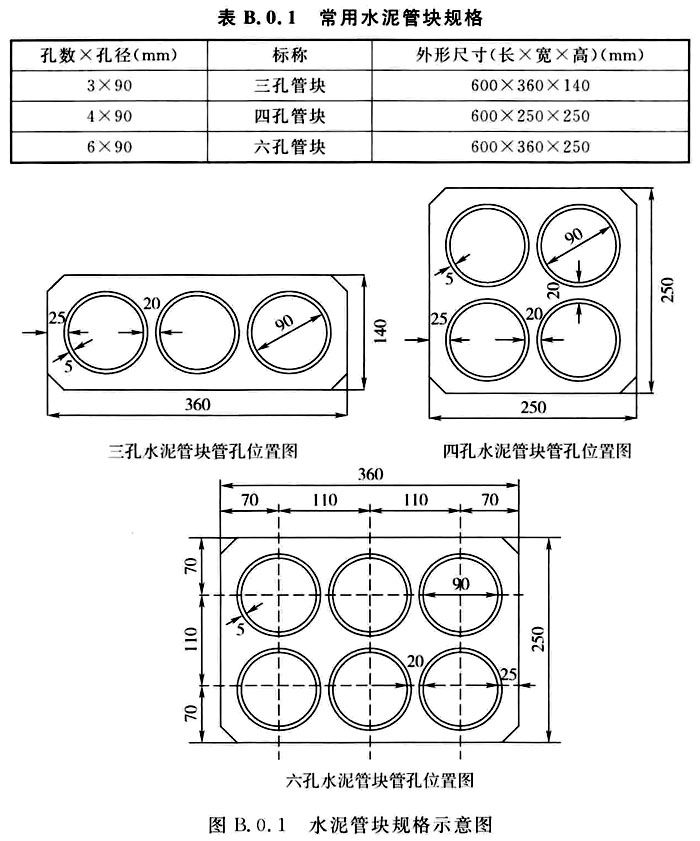 表 B.0.1 常用水泥管块规格
孔数×孔径(mm) 标称 外形尺寸(长×宽×高)(mm)
3×90 三孔管块 600×360×140
4×90 四孔管块 600×250×250
6×90 六孔管块 600×360×250
25 20 90 5 140
360
三孔水泥管块管孔位置图
90 5 20 250
25 20
250
四孔水泥管块管孔位置图
360
70 110 110 70
70 90
5
110 250
20 25
70
六孔水泥管块管孔位置图
图 B.0.1 水泥管块规格示意图